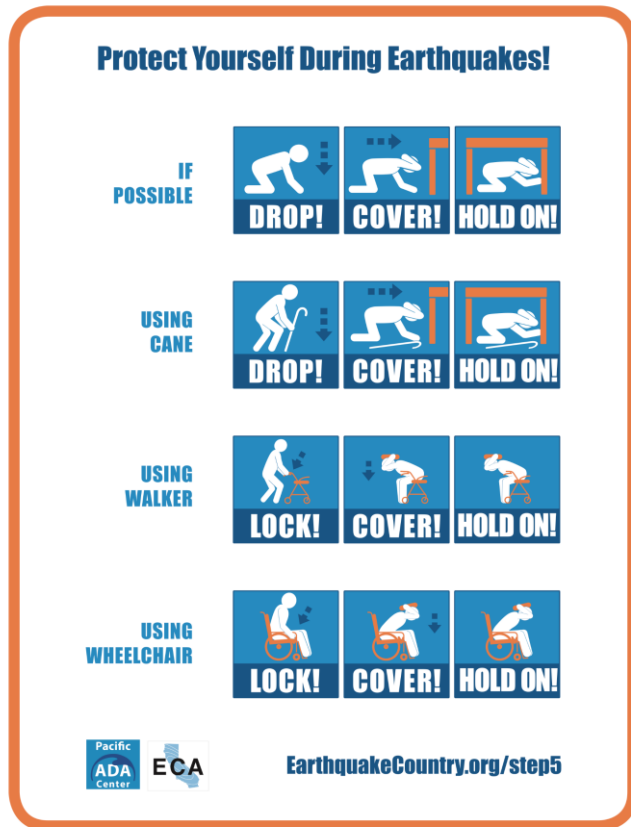 Protect Yourself During Earthquakes!
IF
POSSIBLE
DROP! COVER! HOLD ON!
USING
CANE
DROP! COVER! HOLD ON!
USING
WALKER
LOCK! COVER! HOLD ON!
USING
WHEELCHAIR
LOCK! COVER! HOLD ON!
Pacific
ADA
Center
ECA
EarthquakeCountry.org/step5